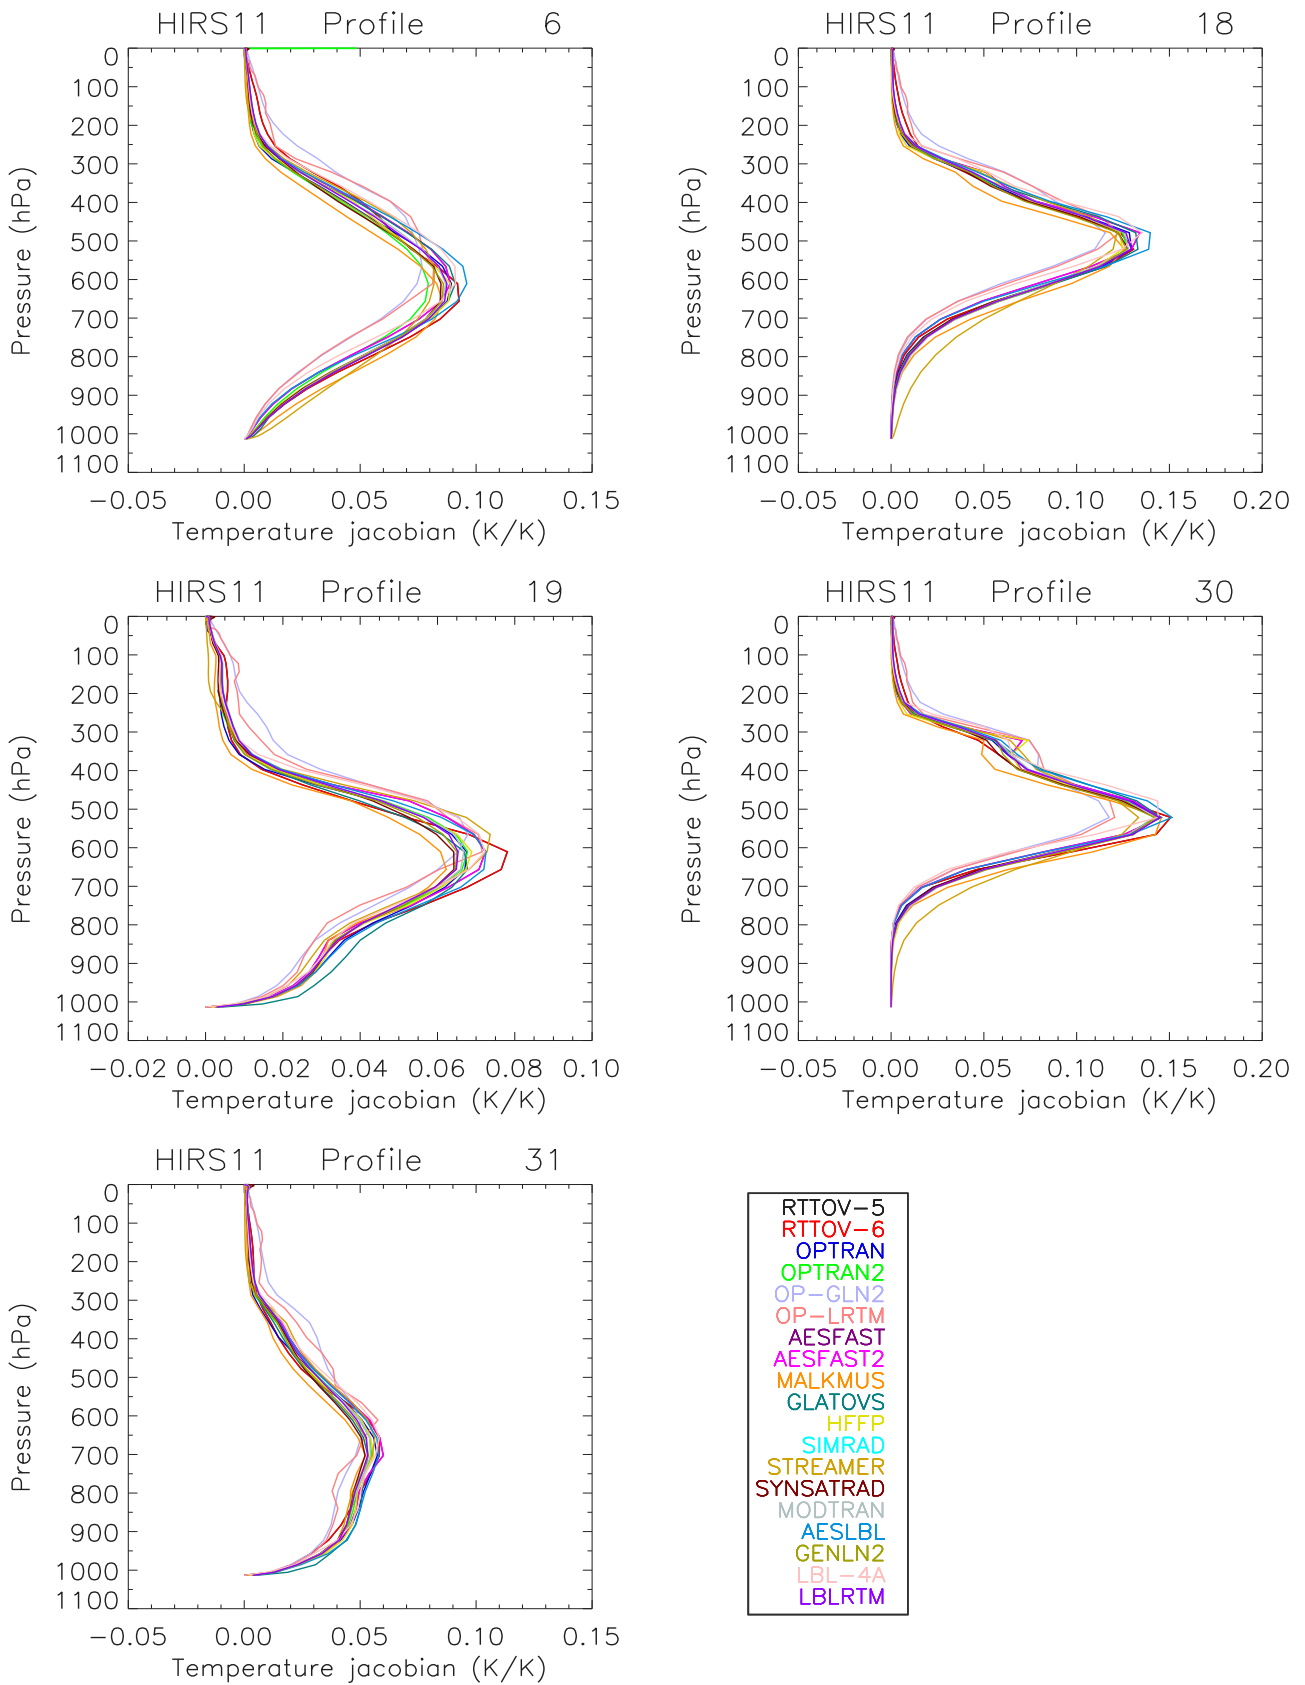 HIRS11 Profile 6
0
100
200
300
400
500
600
700
800
900
1000
1100
Pressure (hPa)
−0.05 0.00 0.05 0.10 0.15
Temperature jacobian (K/K)
HIRS11 Profile 18
0
100
200
300
400
500
600
700
800
900
1000
1100
Pressure (hPa)
−0.05 0.00 0.05 0.10 0.15 0.20
Temperature jacobian (K/K)
HIRS11 Profile 19
0
100
200
300
400
500
600
700
800
900
1000
1100
Pressure (hPa)
−0.02 0.00 0.02 0.04 0.06 0.08 0.10
Temperature jacobian (K/K)
HIRS11 Profile 30
0
100
200
300
400
500
600
700
800
900
1000
1100
Pressure (hPa)
−0.05 0.00 0.05 0.10 0.15 0.20
Temperature jacobian (K/K)
HIRS11 Profile 31
0
100
200
300
400
500
600
700
800
900
1000
1100
Pressure (hPa)
−0.05 0.00 0.05 0.10 0.15
Temperature jacobian (K/K)
RTTOV−5
RTTOV−6
OPTRAN
OPTRAN2
OP−GLN2
OP−LRTM
AESFAST
AESFAST2
MALKMUS
GLATOVS
HFFP
SIMRAD
STREAMER
SYNSATRAD
MODTRAN
AESLBL
GENLN2
LBL−4A
LBLRTM